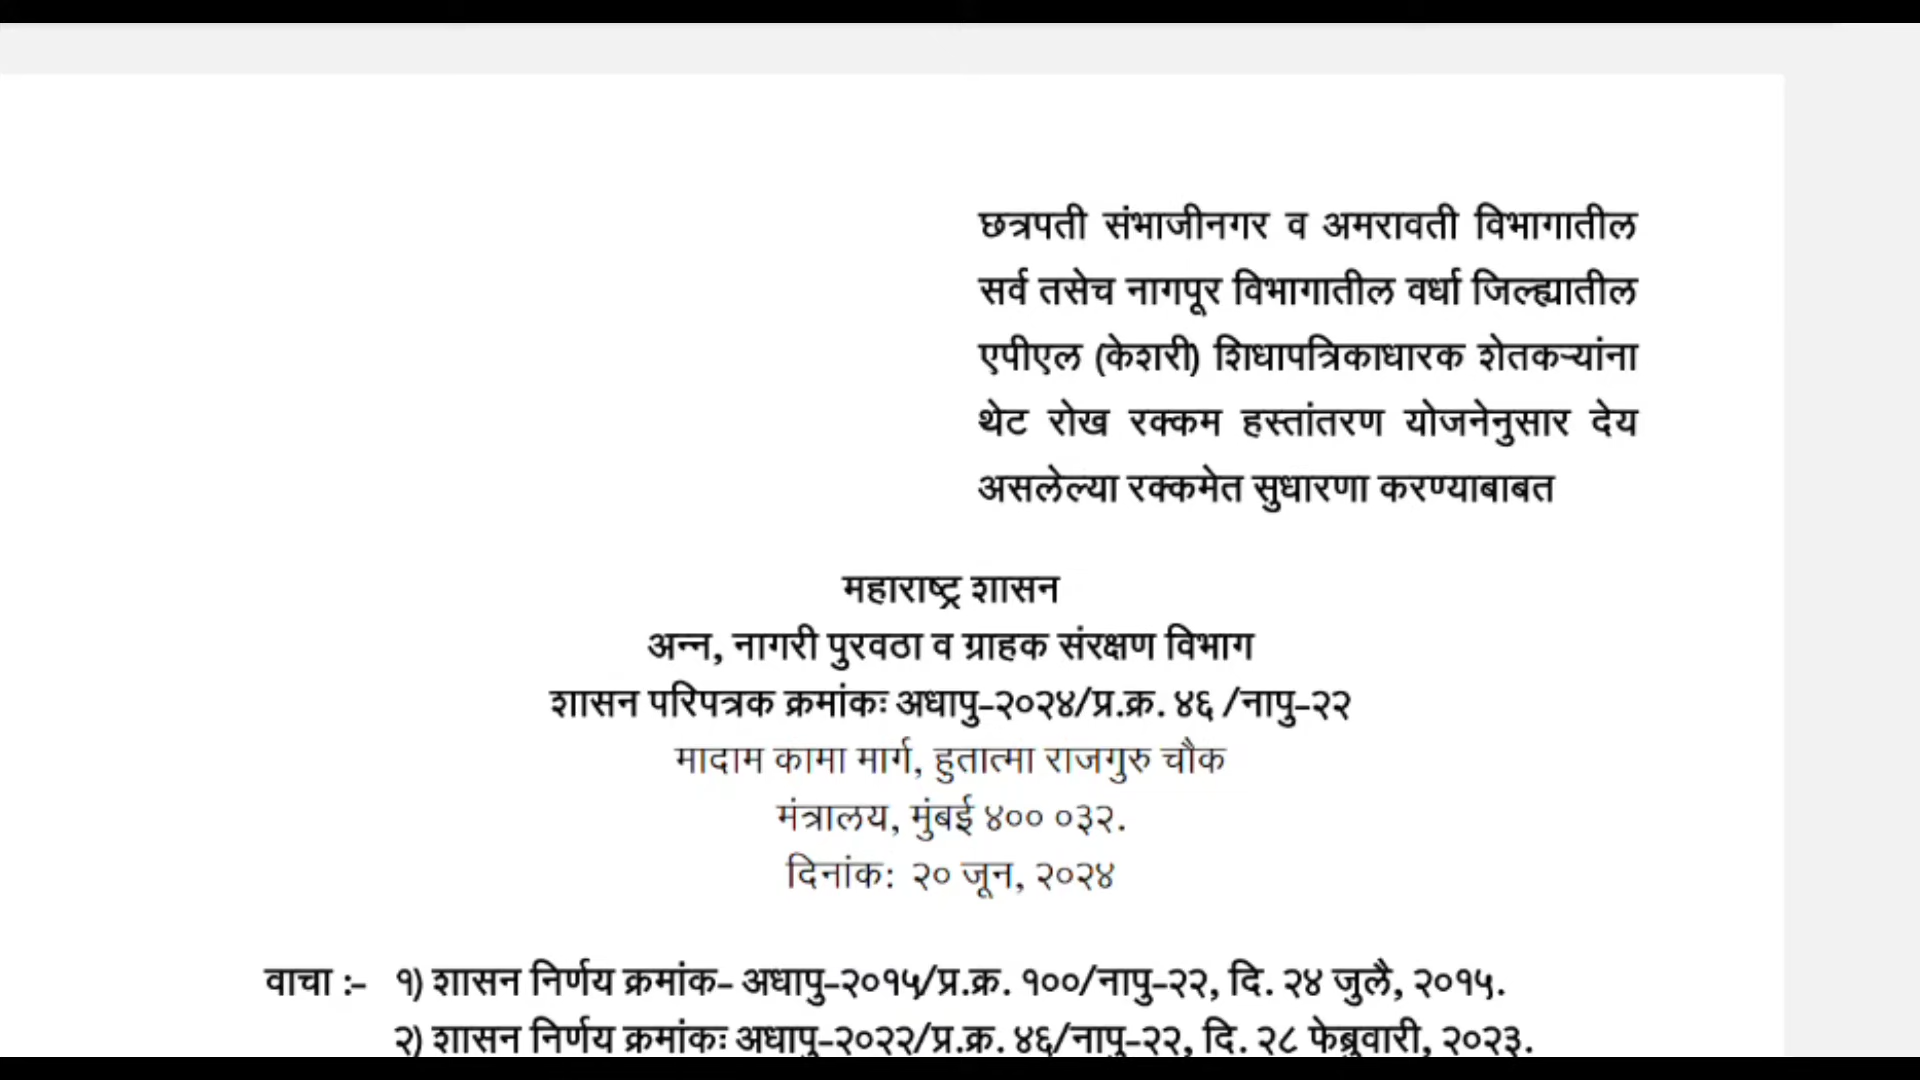 छत्रपती संभाजीनगर व अमरावती विभागातील
सर्व तसेच नागपूर विभागातील वर्धा जिल्ह्यातील
एपीएल (केशरी) शिधापत्रिकाधारक शेतकऱ्यांना
थेट रोख रक्कम हस्तांतरण योजनेनुसार देय
असलेल्या रक्कमेत सुधारणा करण्याबाबत
महाराष्ट्र शासन
अन्न, नागरी पुरवठा व ग्राहक संरक्षण विभाग
शासन परिपत्रक क्रमांकः अधापु-२०२४/प्र.क्र. ४६ /नापु-२२
मादाम कामा मार्ग, हुतात्मा राजगुरु चौक
मंत्रालय, मुंबई ४०० ०३२.
दिनांक: २० जून, २०२४
वाचा :- १) शासन निर्णय क्रमांक- अधापु-२०१५/प्र.क्र. १००/नापु-२२, दि. २४ जुलै, २०१५.
२) शासन निर्णय क्रमांकः अधापु-२०२२/प्र.क्र. ४६/नापु-२२, दि. २८ फेब्रुवारी, २०२३.